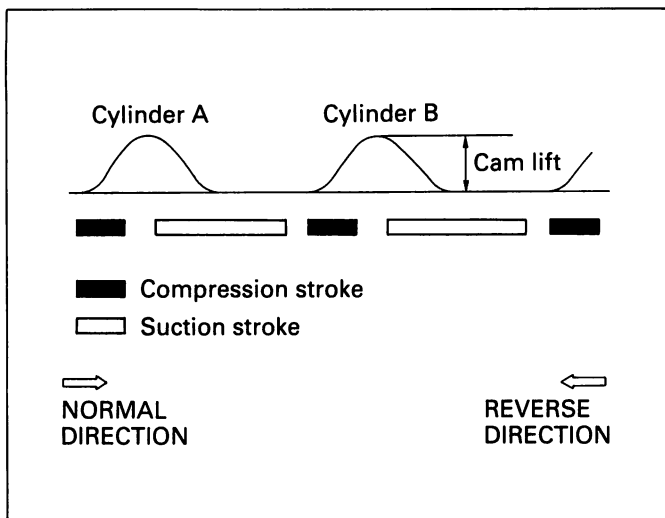 Cylinder A
Cylinder B
Cam lift
Compression stroke
Suction stroke
NORMAL
DIRECTION
REVERSE
DIRECTION